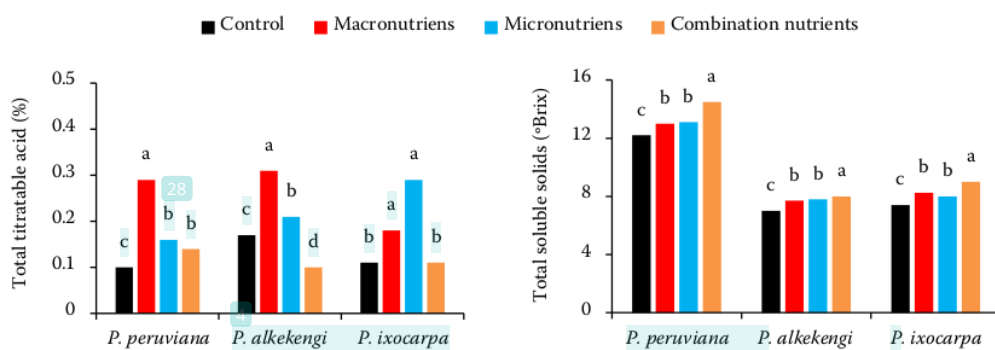 Control Macronutriens Micronutriens Combination nutrients
Total titratable acid (%)
0.5
0.4
0.3
0.2
0.1
0
c a b b
c a b d
b a a b
28
4
P. peruviana P. alkekengi P. ixocarpa
Total soluble solids (°Brix)
16
12
8
4
0
c b b a
c b b a
c b b a
P. peruviana P. alkekengi P. ixocarpa